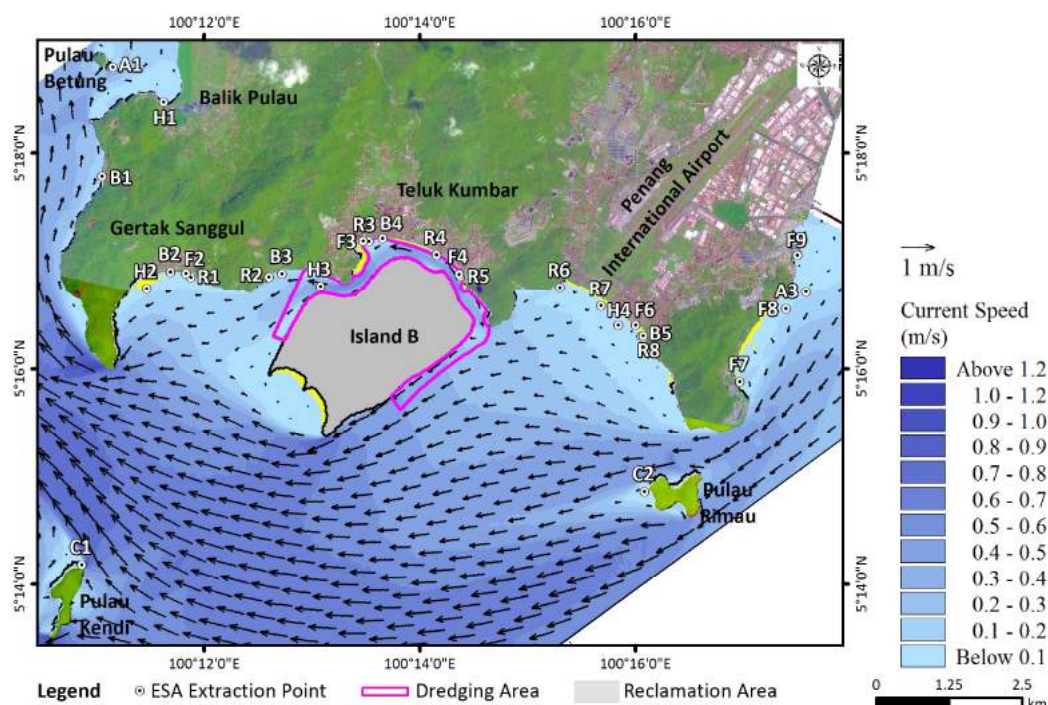 100°12'0"E 100°14'0"E 100°16'0"E
Pulau
Betung
A1
Balik Pulau
H1
5°18'0"N
5°18'0"N
B1
Teluk Kumbar
Penang
International Airport
Gertak Sanggul
R3 B4
F3
R4
F9
B2 F2
B3
F4
H2
R1
R2
H3
R5
R6
A3
R7
F8
H4 F6
B5
R8
Island B
5°16'0"N
5°16'0"N
F7
C2
Pulau
Rimau
C1
5°14'0"N
5°14'0"N
Pulau
Kendi
100°12'0"E 100°14'0"E 100°16'0"E
1 m/s
Current Speed
(m/s)
Above 1.2
1.0 - 1.2
0.9 - 1.0
0.8 - 0.9
0.7 - 0.8
0.6 - 0.7
0.5 - 0.6
0.4 - 0.5
0.3 - 0.4
0.2 - 0.3
0.1 - 0.2
Below 0.1
Legend ESA Extraction Point Dredging Area Reclamation Area
0 1.25 2.5
km